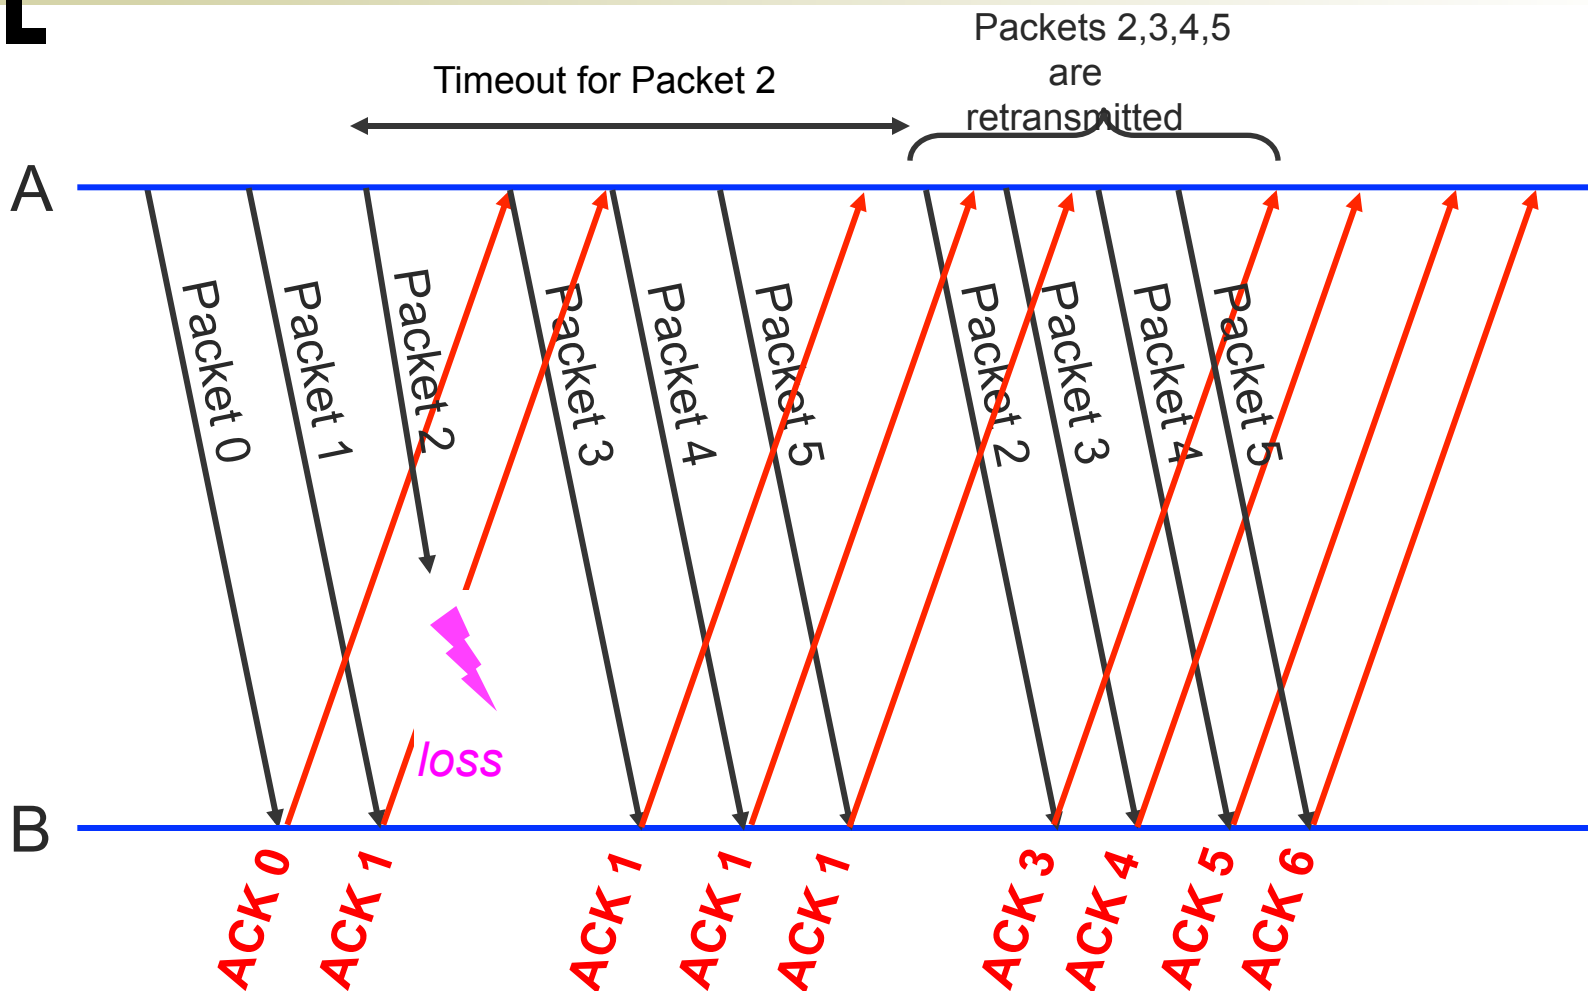 Packets 2,3,4,5
are
retransmitted
Timeout for Packet 2
A
Packet 0
Packet 1
Packet 2
Packet 3
Packet 4
Packet 5
Packet 2
Packet 3
Packet 4
Packet 5
loss
B
ACK 0
ACK 1
ACK 1
ACK 1
ACK 1
ACK 3
ACK 4
ACK 5
ACK 6